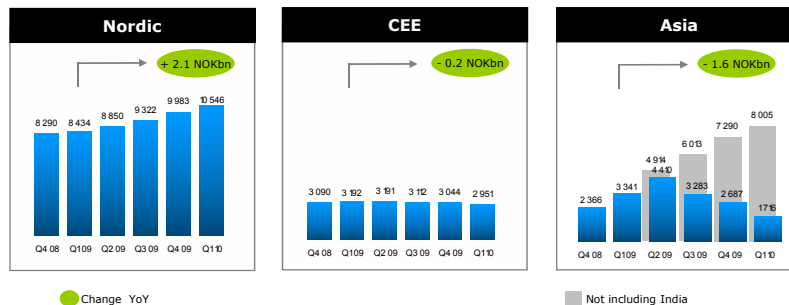 Nordic
+ 2.1 NOKbn
8 290
8 434
8 850
9 322
9 983
10 546
Q4 08
Q109
Q2 09
Q3 09
Q4 09
Q110
CEE
- 0.2 NOKbn
3 090
3 192
3 191
3 112
3 044
2 951
Q4 08
Q109
Q2 09
Q3 09
Q4 09
Q110
Asia
- 1.6 NOKbn
2 366
3 341
4 914
4 410
6 013
3 283
7 290
2 687
8 005
1716
Q4 08
Q109
Q2 09
Q3 09
Q4 09
Q110
Change YoY
Not including India